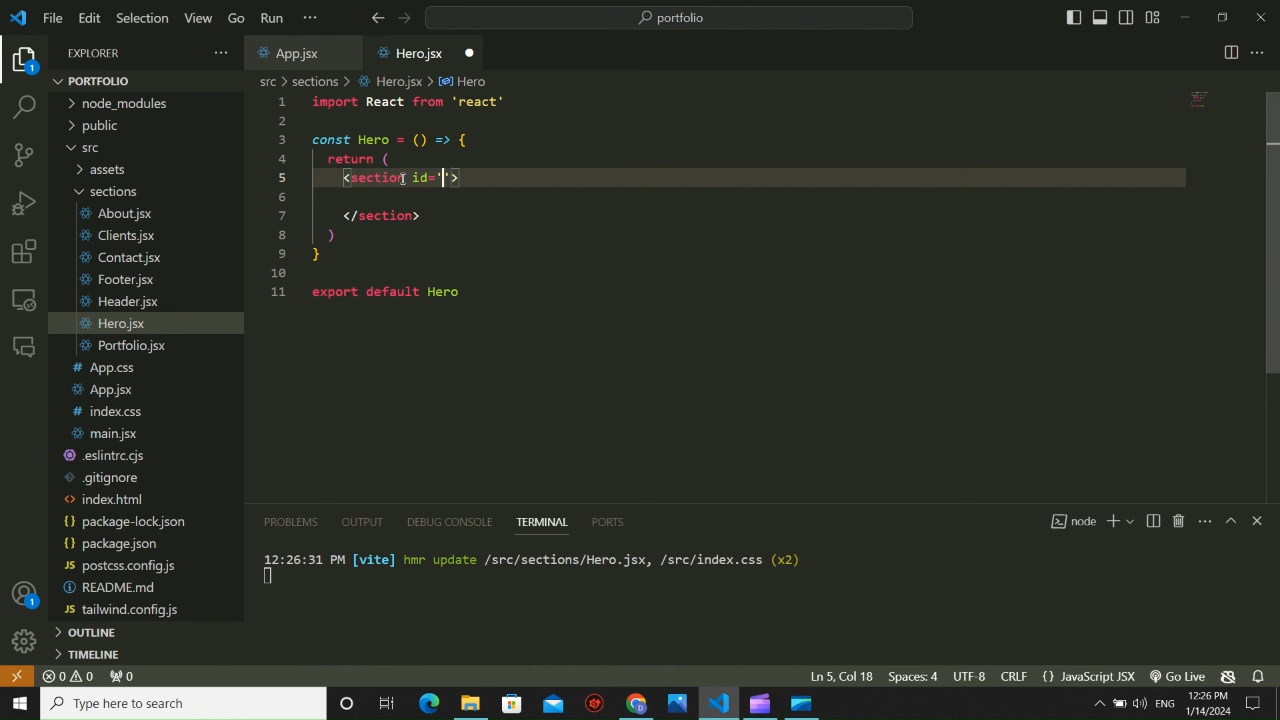 File Edit Selection View Go Run ··· portfolio
EXPLORER ···
PORTFOLIO
node_modules
public
src
assets
sections
About.jsx
Clients.jsx
Contact.jsx
Footer.jsx
Header.jsx
Hero.jsx
Portfolio.jsx
App.css
App.jsx
index.css
main.jsx
.eslintrc.cjs
.gitignore
index.html
package-lock.json
package.json
postcss.config.js
README.md
tailwind.config.js
OUTLINE
TIMELINE
1
1
App.jsx Hero.jsx
src > sections > Hero.jsx > Hero
1 import React from 'react'
2
3 const Hero = () => {
4 return (
5 <section id=''>
6
7 </section>
8 )
9 }
10
11 export default Hero
PROBLEMS OUTPUT DEBUG CONSOLE TERMINAL PORTS node
12:26:31 PM [vite] hmr update /src/sections/Hero.jsx, /src/index.css (x2)
0 0 0 Ln 5, Col 18 Spaces: 4 UTF-8 CRLF {} JavaScript JSX Go Live
Type here to search ENG 12:26 PM
1/14/2024